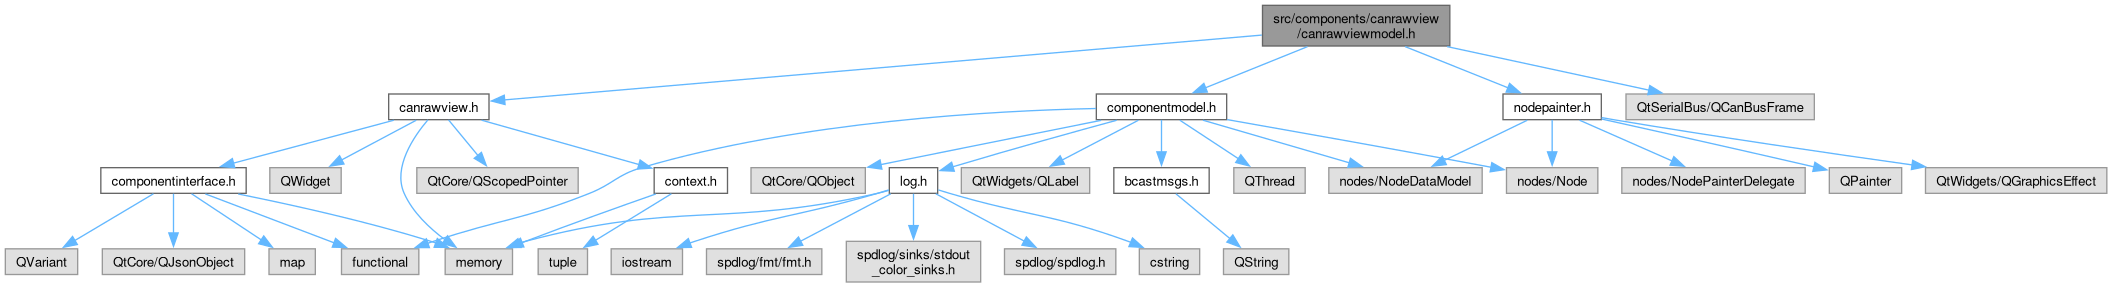 src/components/canrawview
/canrawviewmodel.h
canrawview.h
componentmodel.h
nodepainter.h
QtSerialBus/QCanBusFrame
componentinterface.h
QWidget
QtCore/QScopedPointer
context.h
QtCore/QObject
log.h
QtWidgets/QLabel
bcastmsgs.h
QThread
nodes/NodeDataModel
nodes/Node
nodes/NodePainterDelegate
QPainter
QtWidgets/QGraphicsEffect
QVariant
QtCore/QJsonObject
map
functional
memory
tuple
iostream
spdlog/fmt/fmt.h
spdlog/sinks/stdout
_color_sinks.h
spdlog/spdlog.h
cstring
QString